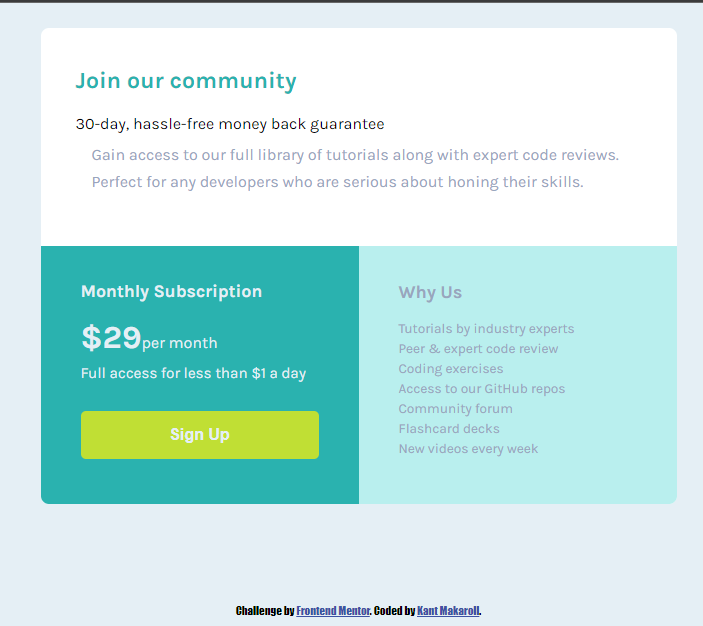 Join our community
30-day, hassle-free money back guarantee
Gain access to our full library of tutorials along with expert code reviews.
Perfect for any developers who are serious about honing their skills.
Monthly Subscription
$29per month
Full access for less than $1 a day
Sign Up
Why Us
Tutorials by industry experts
Peer & expert code review
Coding exercises
Access to our GitHub repos
Community forum
Flashcard decks
New videos every week
Challenge by Frontend Mentor. Coded by Kant Makaroll.